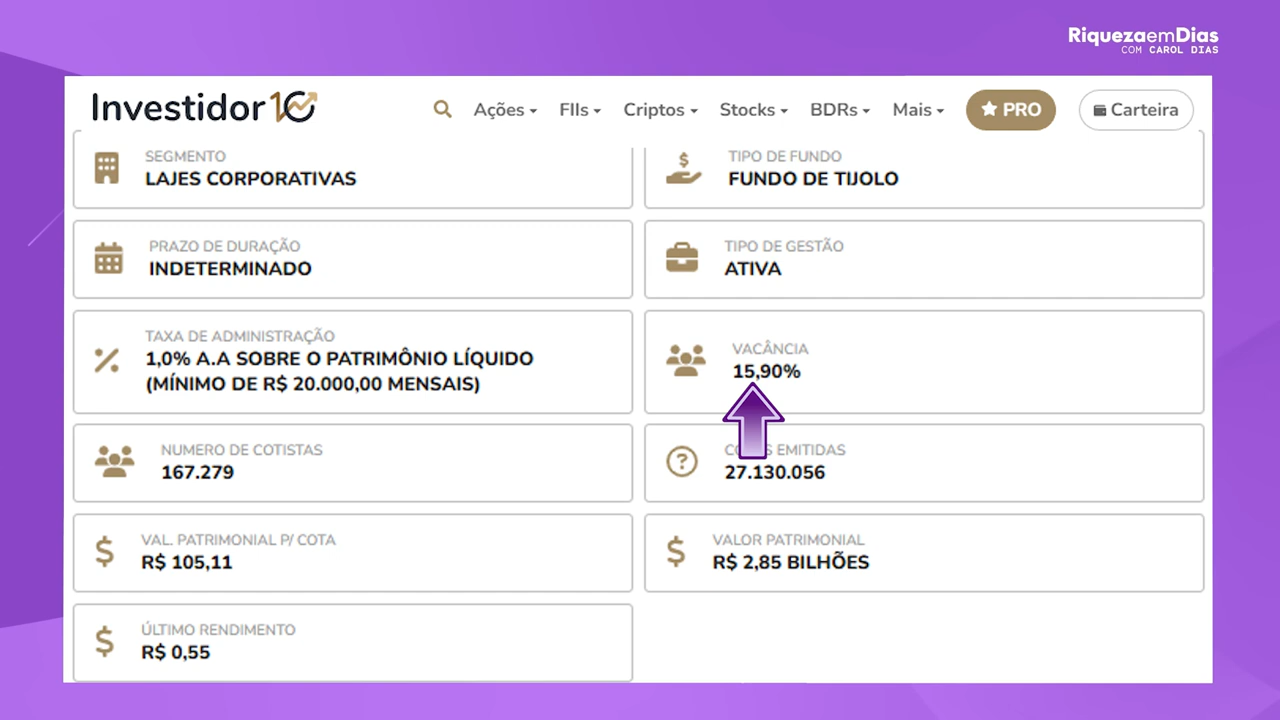 RiquezaemDias
COM CAROL DIAS
Investidor10
Ações
FIIs
Criptos
Stocks
BDRs
Mais
PRO
Carteira
SEGMENTO
LAJES CORPORATIVAS
TIPO DE FUNDO
FUNDO DE TIJOLO
PRAZO DE DURAÇÃO
INDETERMINADO
TIPO DE GESTÃO
ATIVA
TAXA DE ADMINISTRAÇÃO
1,0% A.A SOBRE O PATRIMÔNIO LÍQUIDO
(MÍNIMO DE R$ 20.000,00 MENSAIS)
VACÂNCIA
15,90%
NUMERO DE COTISTAS
167.279
EMITIDAS
27.130.056
VAL. PATRIMONIAL P/ COTA
R$ 105,11
VALOR PATRIMONIAL
R$ 2,85 BILHÕES
ÚLTIMO RENDIMENTO
R$ 0,55